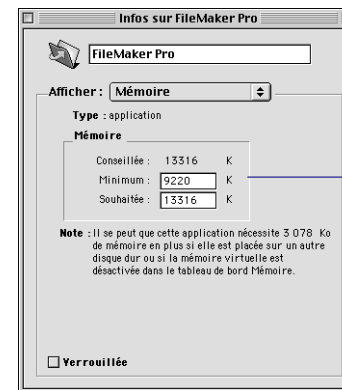 Infos sur FileMaker Pro
FileMaker Pro
Afficher : Mémoire
Type : application
Mémoire
Conseillée : 13316 K
Minimum : 9220 K
Souhaitée : 13316 K
Note : Il se peut que cette application nécessite 3 078 Ko
de mémoire en plus si elle est placée sur un autre
disque dur ou si la mémoire virtuelle est
désactivée dans le tableau de bord Mémoire.
Verrouillée